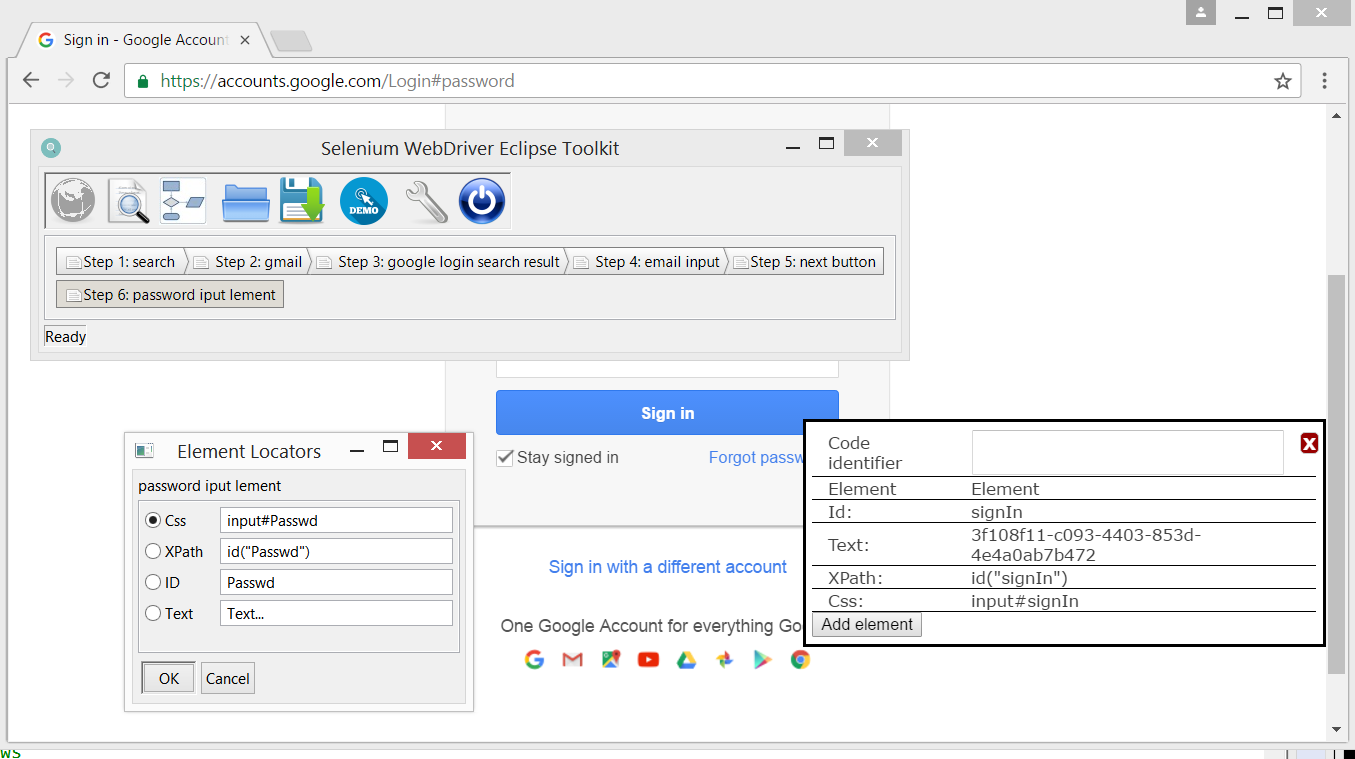 Sign in - Google Account
https://accounts.google.com/Login#password
Selenium WebDriver Eclipse Toolkit
DEMO
Step 1: search
Step 2: gmail
Step 3: google login search result
Step 4: email input
Step 5: next button
Step 6: password iput lement
Ready
Sign in
Stay signed in
Forgot passw
Sign in with a different account
One Google Account for everything Go
Element Locators
password iput lement
Css
input#Passwd
XPath
id("Passwd")
ID
Passwd
Text
Text...
OK
Cancel
Code
identifier
Element
Element
Id:
signIn
Text:
3f108f11-c093-4403-853d-
4e4a0ab7b472
XPath:
id("signIn")
Css:
input#signIn
Add element
ws